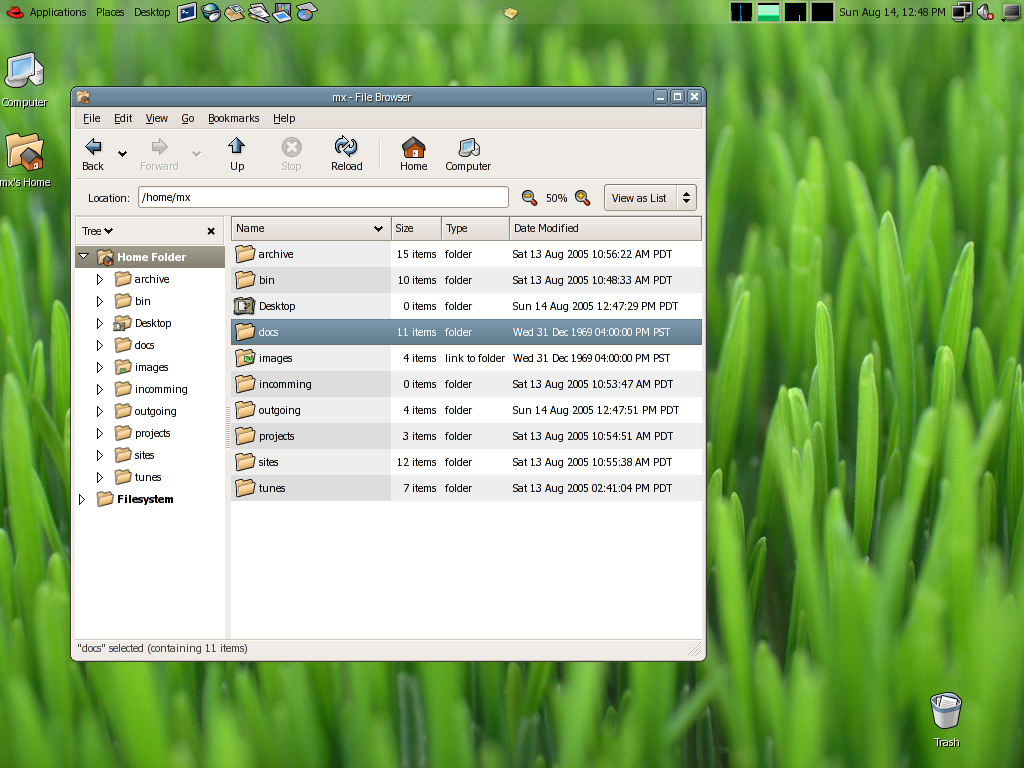 Applications Places Desktop Sun Aug 14, 12:48 PM
Computer
mx's Home
mx - File Browser
File Edit View Go Bookmarks Help
Back Forward Up Stop Reload Home Computer
Location: /home/mx 50% View as List
Tree Name Size Type Date Modified
Home Folder
archive
bin
Desktop
docs
images
incomming
outgoing
projects
sites
tunes
Filesystem
archive 15 items folder Sat 13 Aug 2005 10:56:22 AM PDT
bin 10 items folder Sat 13 Aug 2005 10:48:33 AM PDT
Desktop 0 items folder Sun 14 Aug 2005 12:47:29 PM PDT
docs 11 items folder Wed 31 Dec 1969 04:00:00 PM PST
images 4 items link to folder Wed 31 Dec 1969 04:00:00 PM PST
incomming 0 items folder Sat 13 Aug 2005 10:53:47 AM PDT
outgoing 4 items folder Sun 14 Aug 2005 12:47:51 PM PDT
projects 3 items folder Sat 13 Aug 2005 10:54:51 AM PDT
sites 12 items folder Sat 13 Aug 2005 10:55:38 AM PDT
tunes 7 items folder Sat 13 Aug 2005 02:41:04 PM PDT
"docs" selected (containing 11 items)
Trash